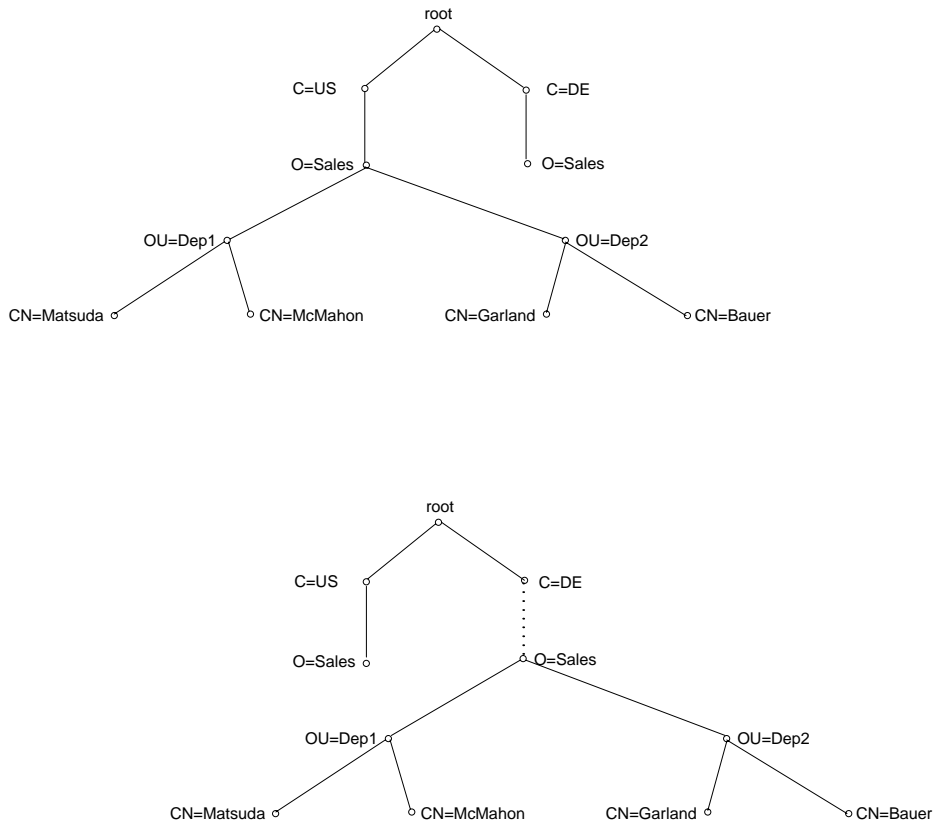 root
C=US C=DE
O=Sales O=Sales
OU=Dep1 OU=Dep2
CN=Matsuda CN=McMahon CN=Garland CN=Bauer
root
C=US C=DE
O=Sales O=Sales
OU=Dep1 OU=Dep2
CN=Matsuda CN=McMahon CN=Garland CN=Bauer